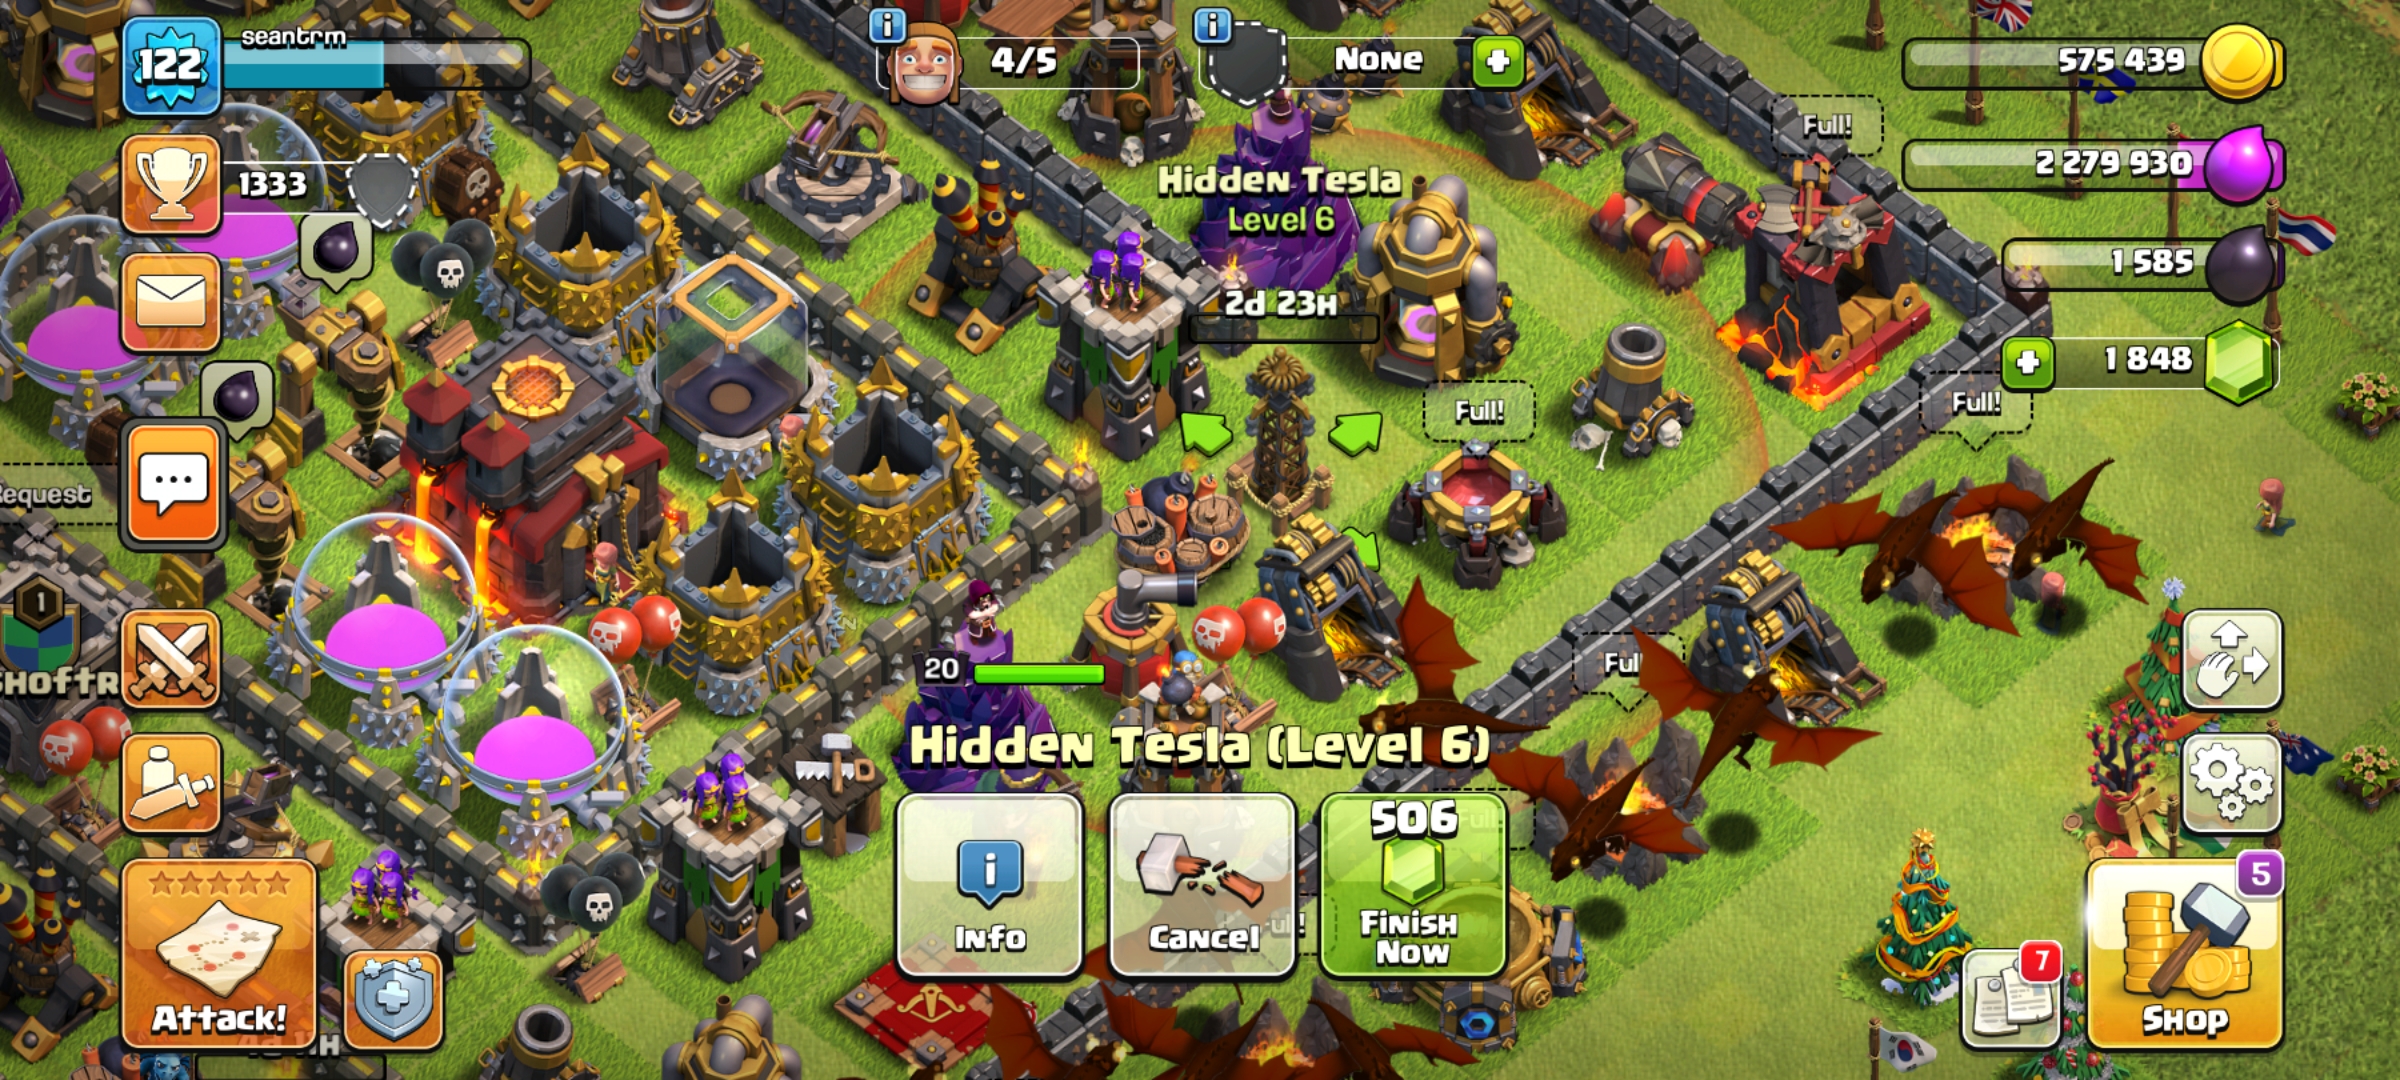 122
seantrm
4/5
None
575 439
Full!
1333
2 279 930
Hidden Tesla
Level 6
1 585
2d 23h
1 848
Full!
Full!
Request
1
20
Hidden Tesla (Level 6)
506
Info
Cancel
Finish
Now
5
7
Attack!
Shop